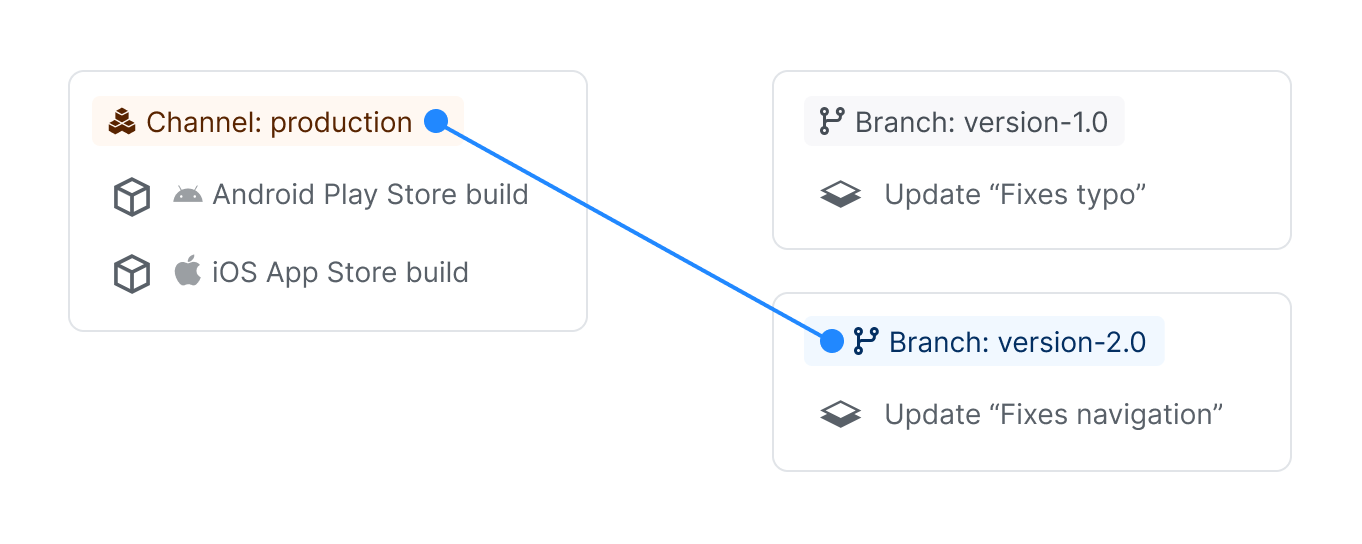 Channel: production
Android Play Store build
iOS App Store build
Branch: version-1.0
Update “Fixes typo”
Branch: version-2.0
Update “Fixes navigation”